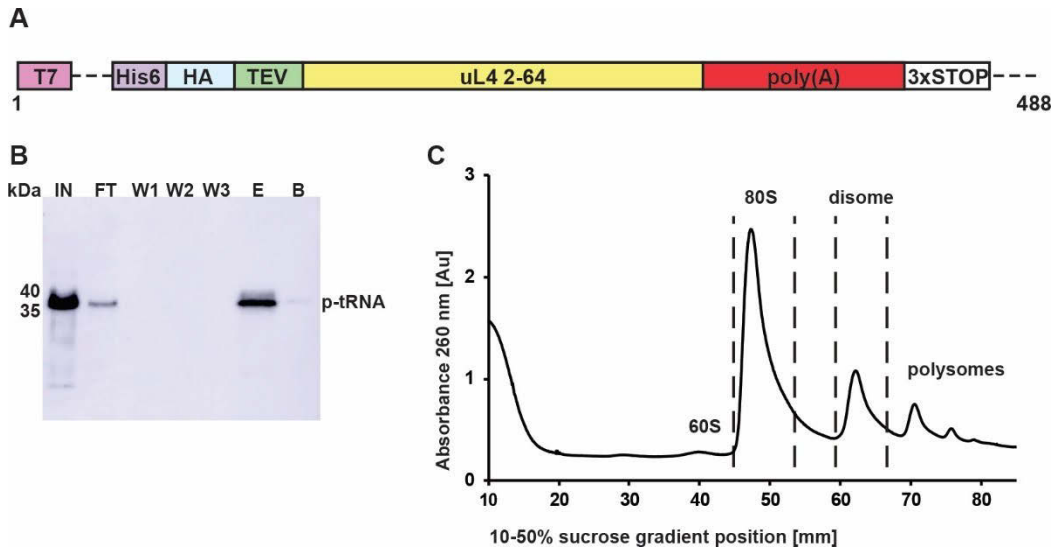 A
T7 His6 HA TEV uL4 2-64 poly(A) 3xSTOP
1 488
B
kDa IN FT W1 W2 W3 E B
40
35
p-tRNA
C
3
2
1
0
Absorbance 260 nm [Au]
80S disome
60S
polysomes
10 20 30 40 50 60 70 80
10-50% sucrose gradient position [mm]